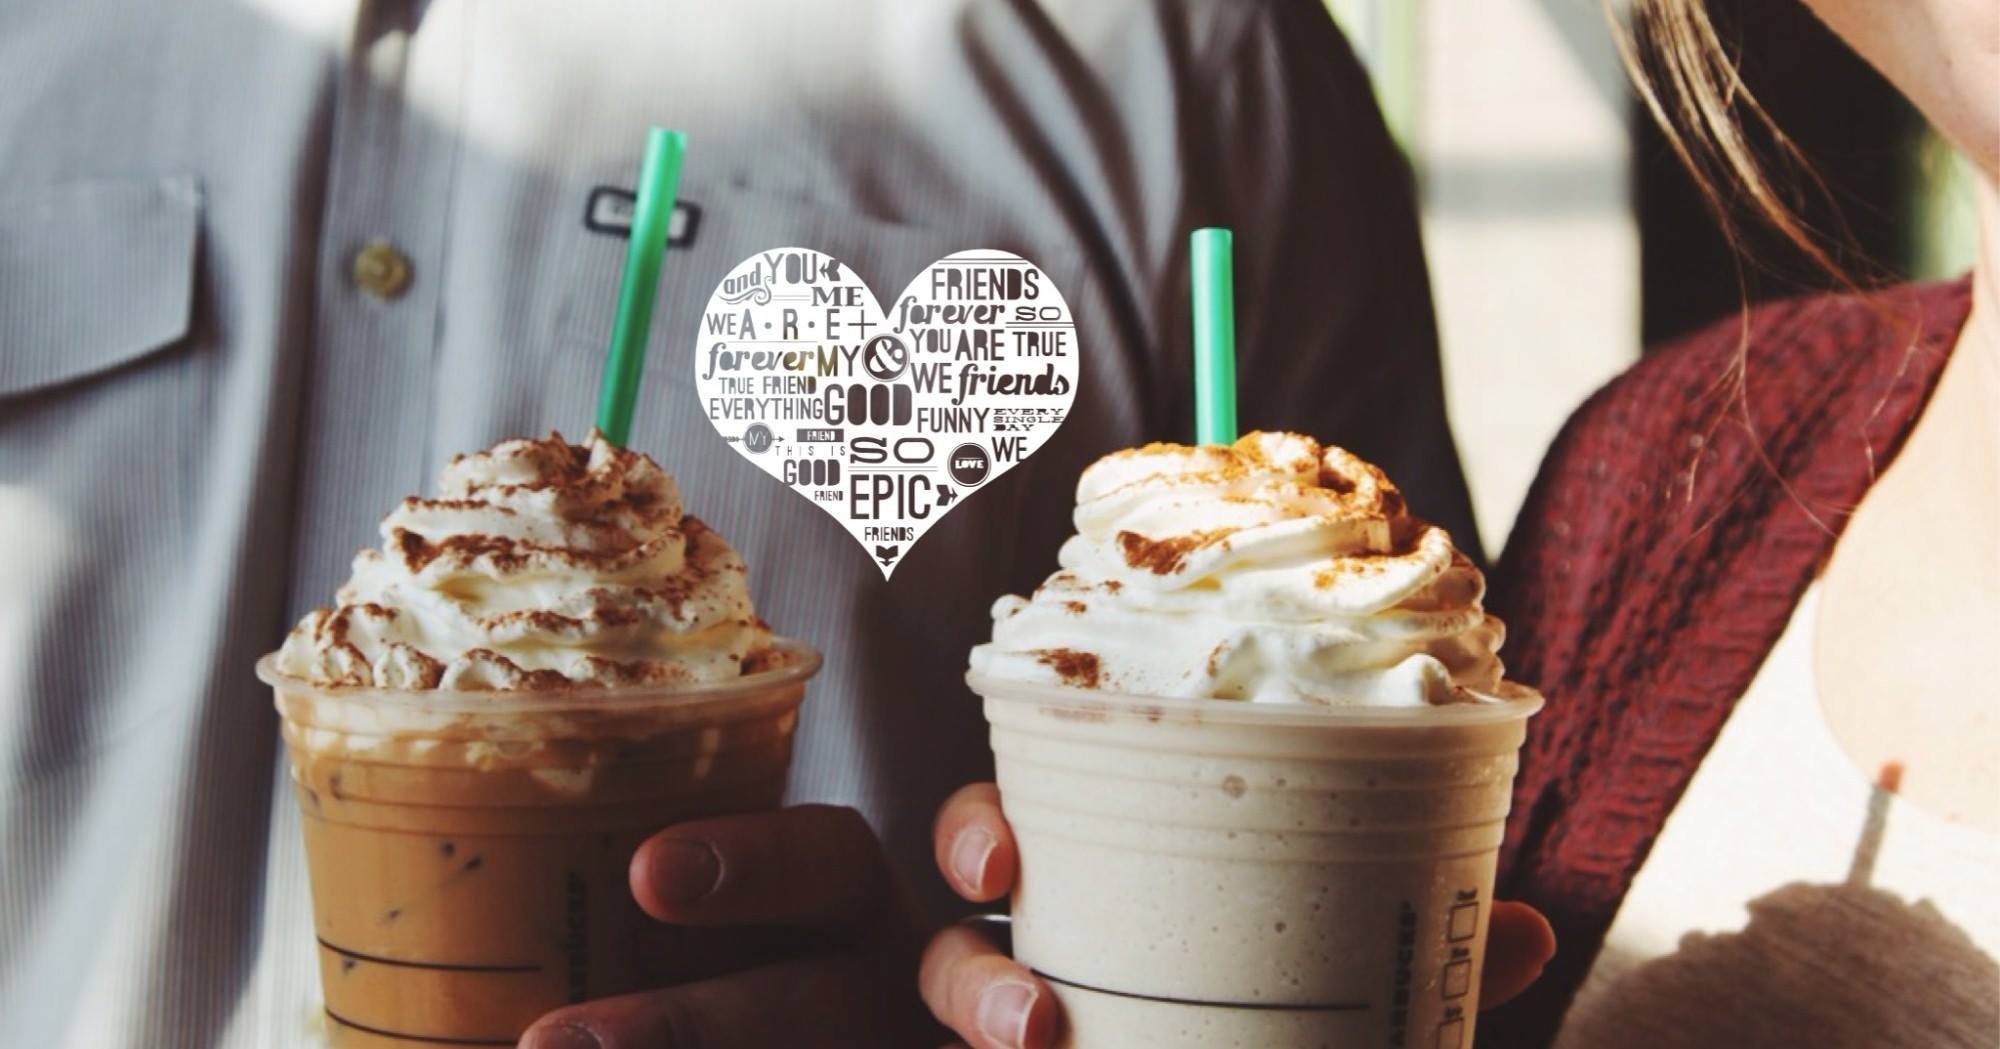 and YOU
ME
WE A·R·E+
forever MY &
TRUE FRIEND
EVERYTHING GOOD
MY FRIEND
THIS IS SO
GOOD
FRIEND EPIC
FRIENDS
FRIENDS
forever SO
YOU ARE TRUE
WE friends
FUNNY EVERY
SINGLE
DAY
LOVE WE